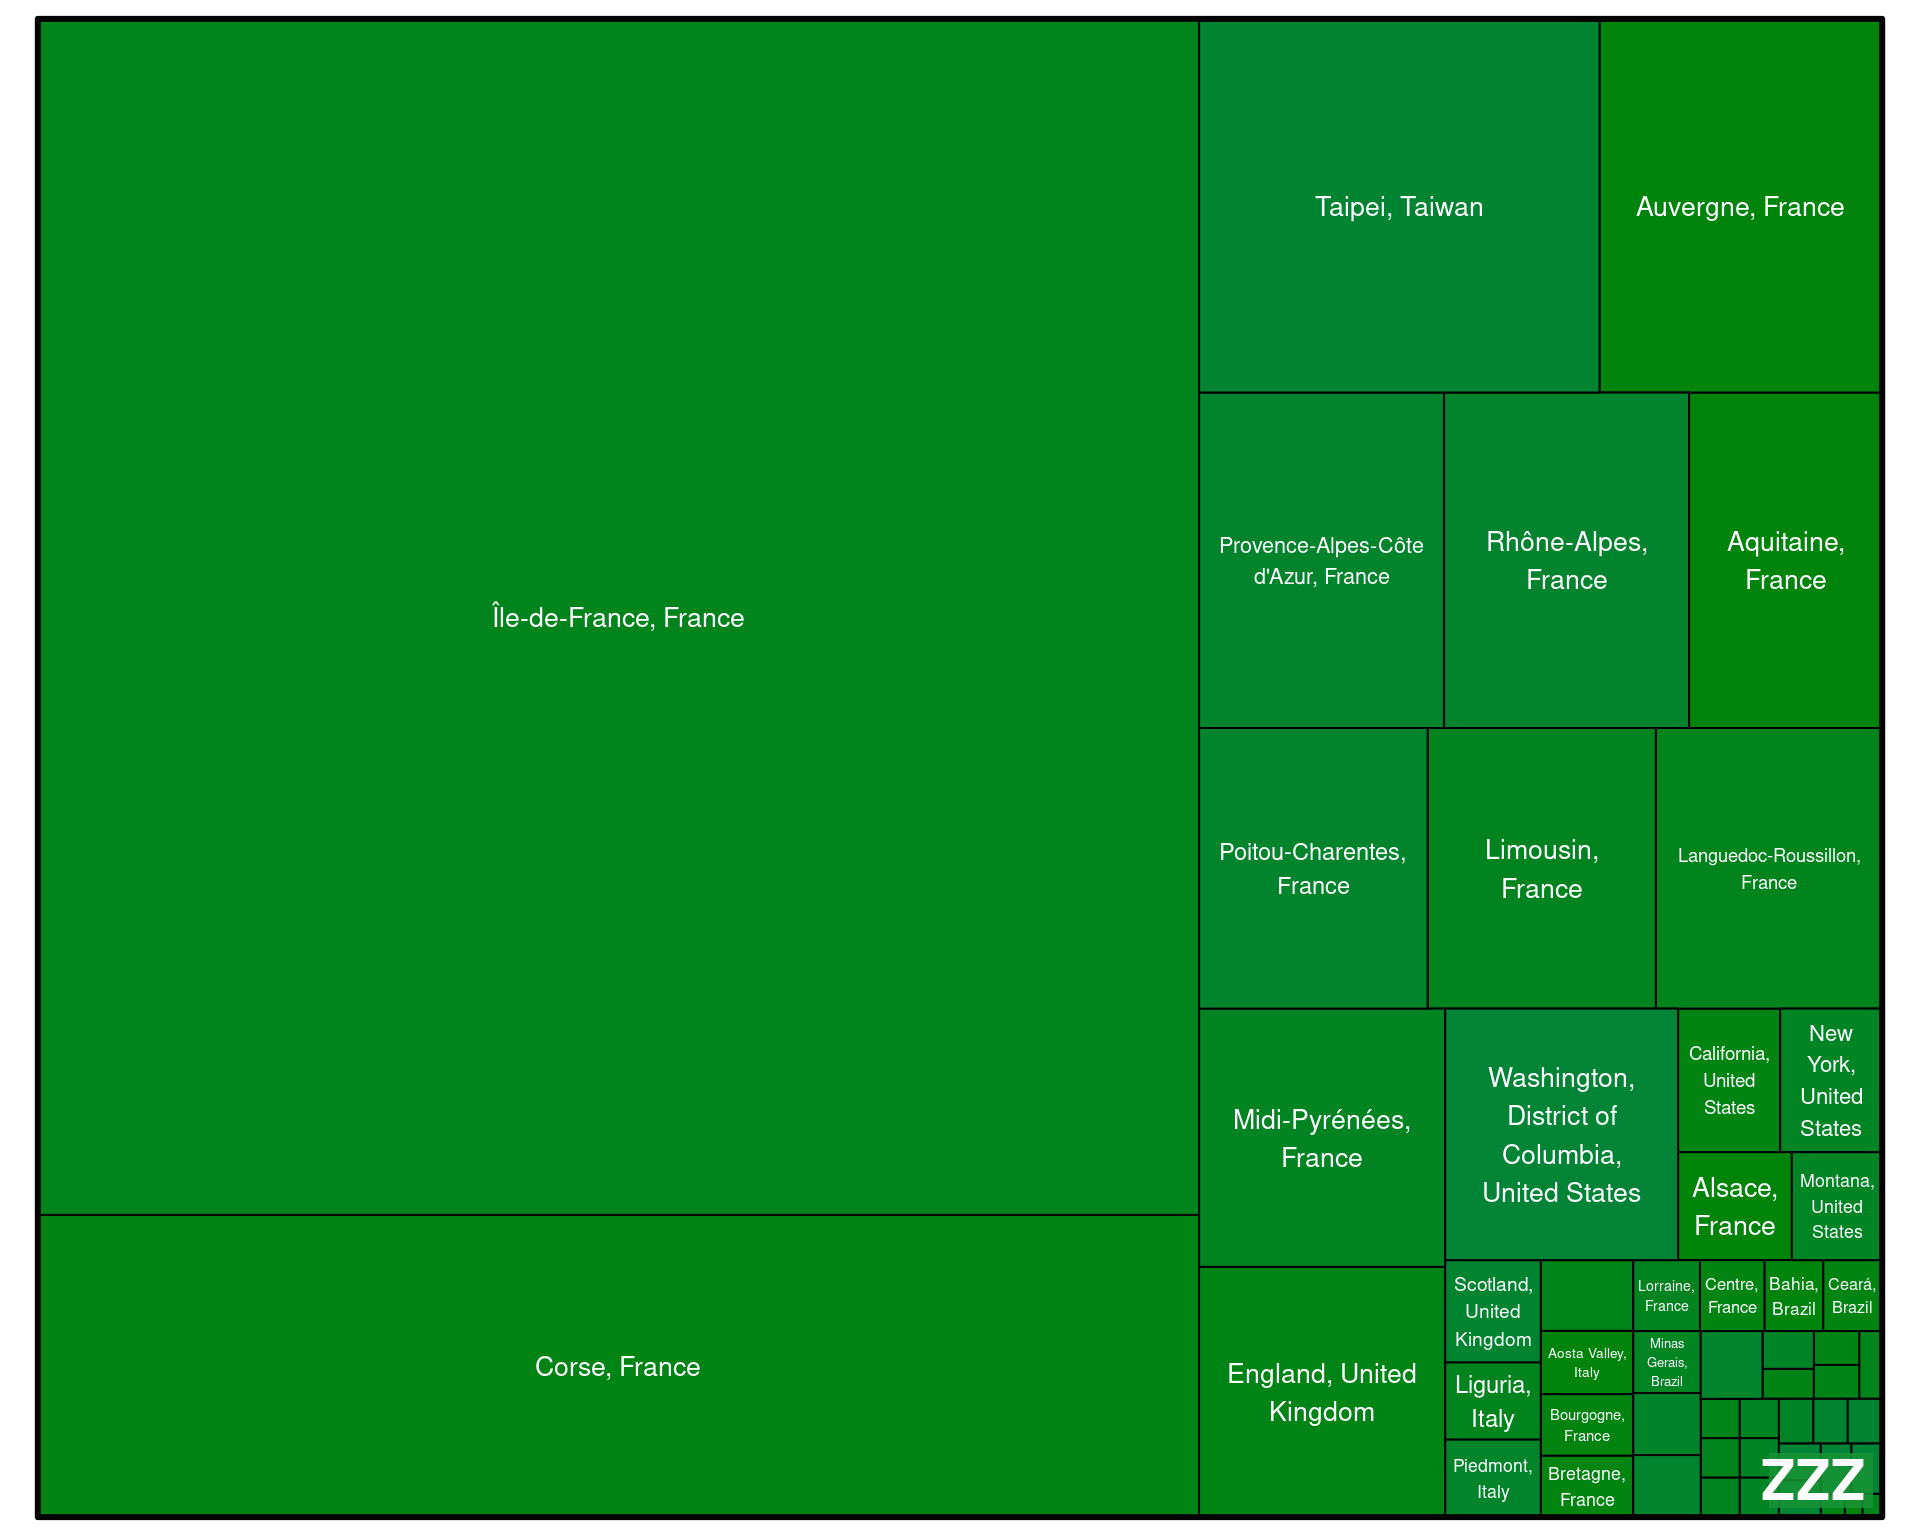 Île-de-France, France
Corse, France
Taipei, Taiwan
Auvergne, France
Provence-Alpes-Côte
d'Azur, France
Rhône-Alpes,
France
Aquitaine,
France
Poitou-Charentes,
France
Limousin,
France
Languedoc-Roussillon,
France
Midi-Pyrénées,
France
England, United
Kingdom
Washington,
District of
Columbia,
United States
California,
United
States
New
York,
United
States
Alsace,
France
Montana,
United
States
Scotland,
United
Kingdom
Liguria,
Italy
Piedmont,
Italy
Aosta Valley,
Italy
Bourgogne,
France
Bretagne,
France
Lorraine,
France
Minas
Gerais,
Brazil
Centre,
France
Bahia,
Brazil
Ceará,
Brazil
ZZZ